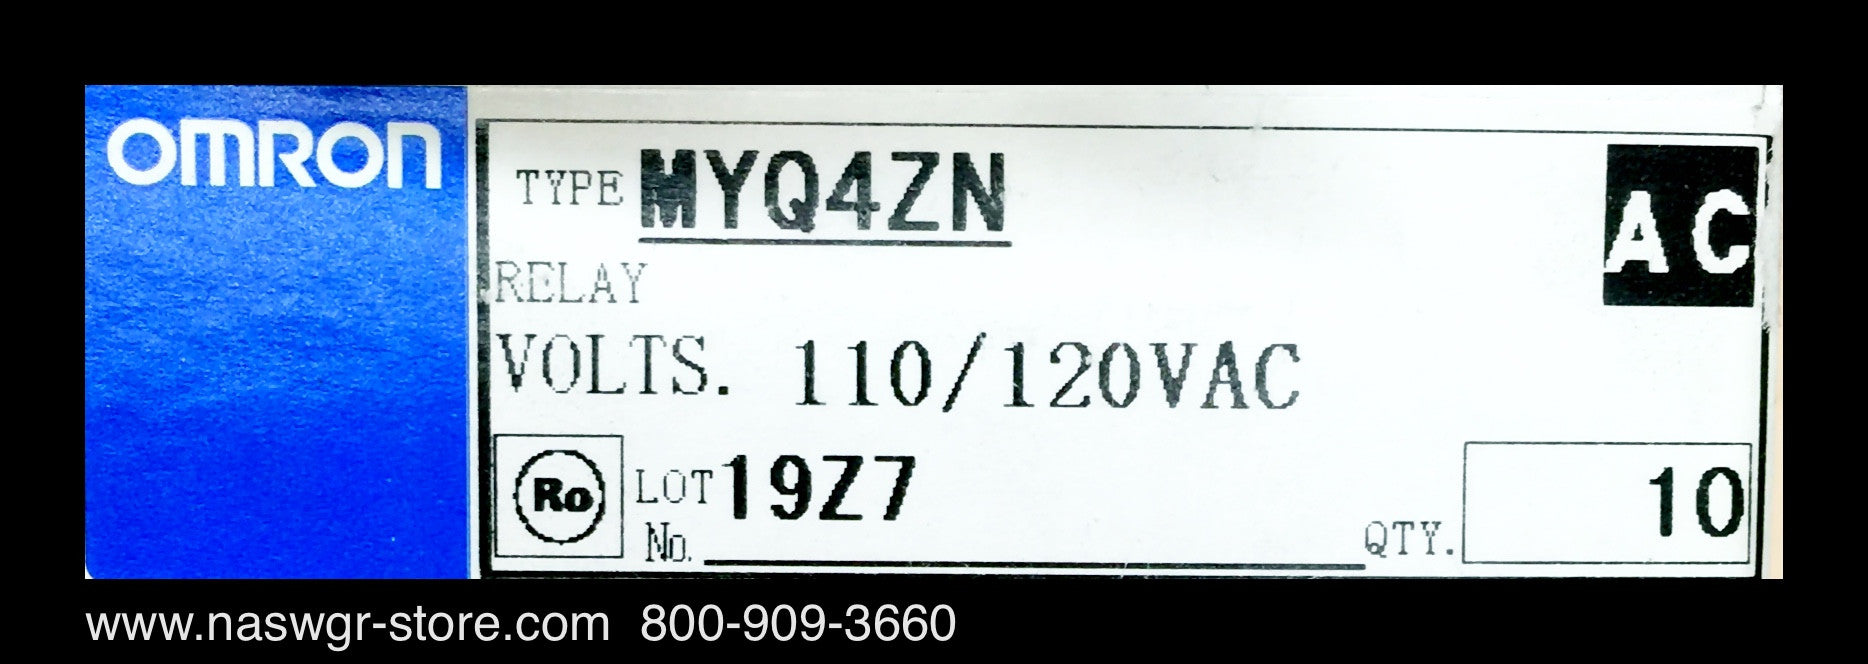 OMRON
TYPE MYQ4ZN
AC
RELAY
VOLTS. 110/120VAC
Ro
LOT No. 19Z7
QTY. 10
www.naswgr-store.com 800-909-3660